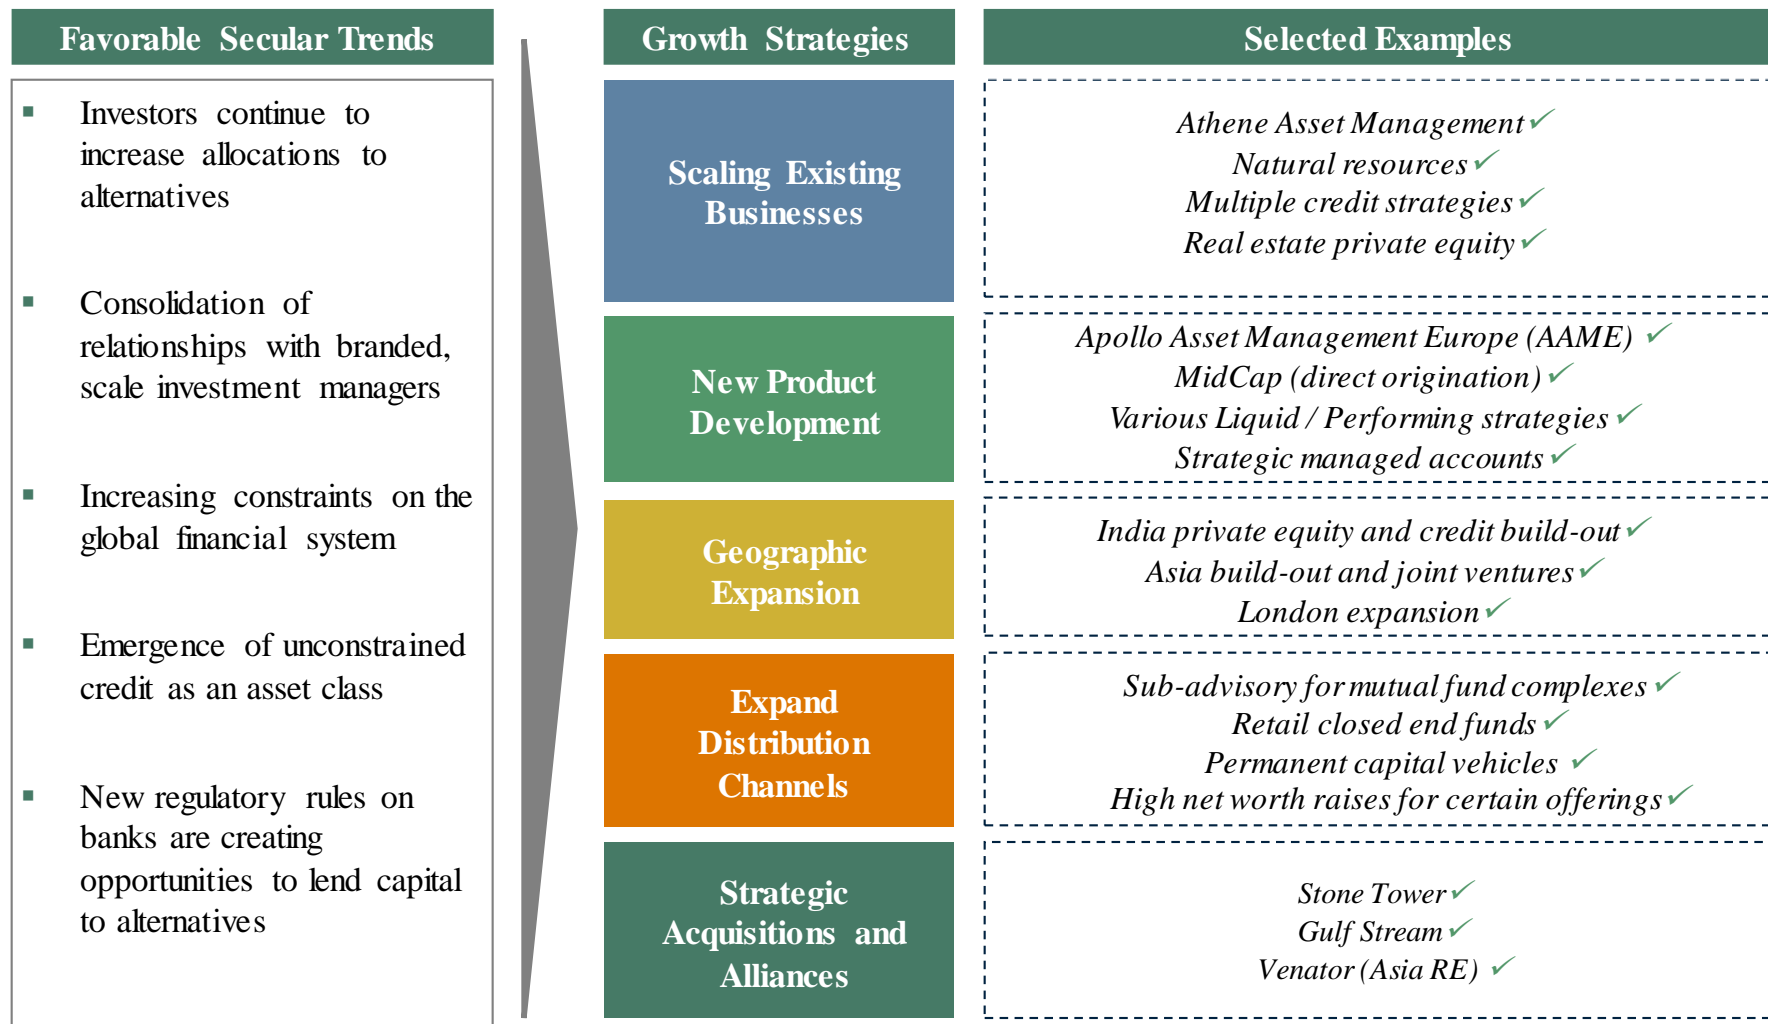 Favorable Secular Trends
Investors continue to
increase allocations to
alternatives
Consolidation of
relationships with branded,
scale investment managers
Increasing constraints on the
global financial system
Emergence of unconstrained
credit as an asset class
New regulatory rules on
banks are creating
opportunities to lend capital
to alternatives
Growth Strategies
Selected Examples
Scaling Existing
Businesses
Athene Asset Management ✓
Natural resources ✓
Multiple credit strategies ✓
Real estate private equity ✓
New Product
Development
Apollo Asset Management Europe (AAME) ✓
MidCap (direct origination) ✓
Various Liquid / Performing strategies ✓
Strategic managed accounts ✓
Geographic
Expansion
India private equity and credit build-out ✓
Asia build-out and joint ventures ✓
London expansion ✓
Expand
Distribution
Channels
Sub-advisory for mutual fund complexes ✓
Retail closed end funds ✓
Permanent capital vehicles ✓
High net worth raises for certain offerings ✓
Strategic
Acquisitions and
Alliances
Stone Tower ✓
Gulf Stream ✓
Venator (Asia RE) ✓